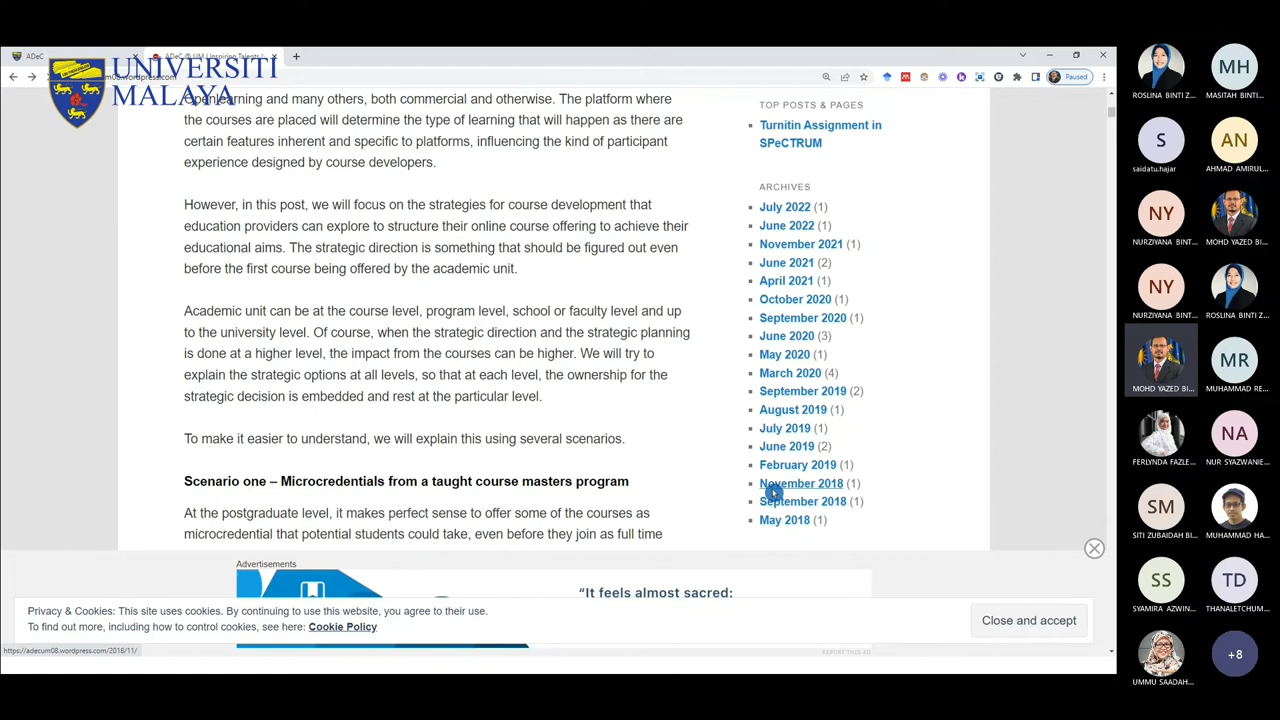 ADeC
ADeC @ UM (Inspiring Talents
UNIVERSITI
MALAYA
um08.wordpress.com
Paused
OpenLearning and many others, both commercial and otherwise. The platform where
the courses are placed will determine the type of learning that will happen as there are
certain features inherent and specific to platforms, influencing the kind of participant
experience designed by course developers.
However, in this post, we will focus on the strategies for course development that
education providers can explore to structure their online course offering to achieve their
educational aims. The strategic direction is something that should be figured out even
before the first course being offered by the academic unit.
Academic unit can be at the course level, program level, school or faculty level and up
to the university level. Of course, when the strategic direction and the strategic planning
is done at a higher level, the impact from the courses can be higher. We will try to
explain the strategic options at all levels, so that at each level, the ownership for the
strategic decision is embedded and rest at the particular level.
To make it easier to understand, we will explain this using several scenarios.
Scenario one – Microcredentials from a taught course masters program
At the postgraduate level, it makes perfect sense to offer some of the courses as
microcredential that potential students could take, even before they join as full time
TOP POSTS & PAGES
Turnitin Assignment in
SPeCTRUM
ARCHIVES
July 2022 (1)
June 2022 (1)
November 2021 (1)
June 2021 (2)
April 2021 (1)
October 2020 (1)
September 2020 (1)
June 2020 (3)
May 2020 (1)
March 2020 (4)
September 2019 (2)
August 2019 (1)
July 2019 (1)
June 2019 (2)
February 2019 (1)
November 2018 (1)
September 2018 (1)
May 2018 (1)
Advertisements
“It feels almost sacred:
Privacy & Cookies: This site uses cookies. By continuing to use this website, you agree to their use.
To find out more, including how to control cookies, see here: Cookie Policy
Close and accept
https://adecum08.wordpress.com/2018/11/
REPORT THIS AD
ROSLINA BINTI Z...
MH
MASITAH BINTI...
S
saidatu.hajar
AN
AHMAD AMIRUL...
NY
NURZIYANA BINT...
MOHD YAZED BI...
NY
NURZIYANA BINT...
ROSLINA BINTI Z...
MOHD YAZED BI...
MR
MUHAMMAD RE...
FERLYNDA FAZLE...
NA
NUR SYAZWANIE...
SM
SITI ZUBAIDAH BI...
MUHAMMAD HA...
SS
SYAMIRA AZWIN...
TD
THANALETCHUM...
UMMU SAADAH...
+8